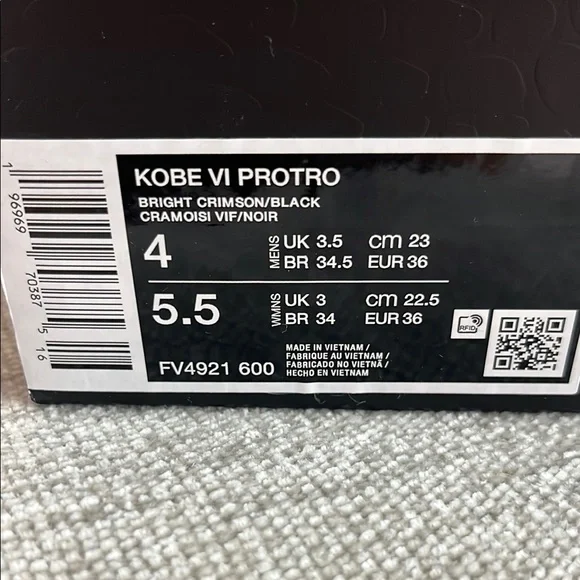 KOBE VI PROTRO
BRIGHT CRIMSON/BLACK
CRAMOISI VIF/NOIR
4 MENS UK 3.5 cm 23
BR 34.5 EUR 36
5.5 WMNS UK 3 cm 22.5
BR 34 EUR 36
RFID
MADE IN VIETNAM /
FABRIQUE AU VIETNAM /
FABRICADO NO VIETNÃ /
HECHO EN VIETNAM
FV4921 600
1 96969 70387 5 16